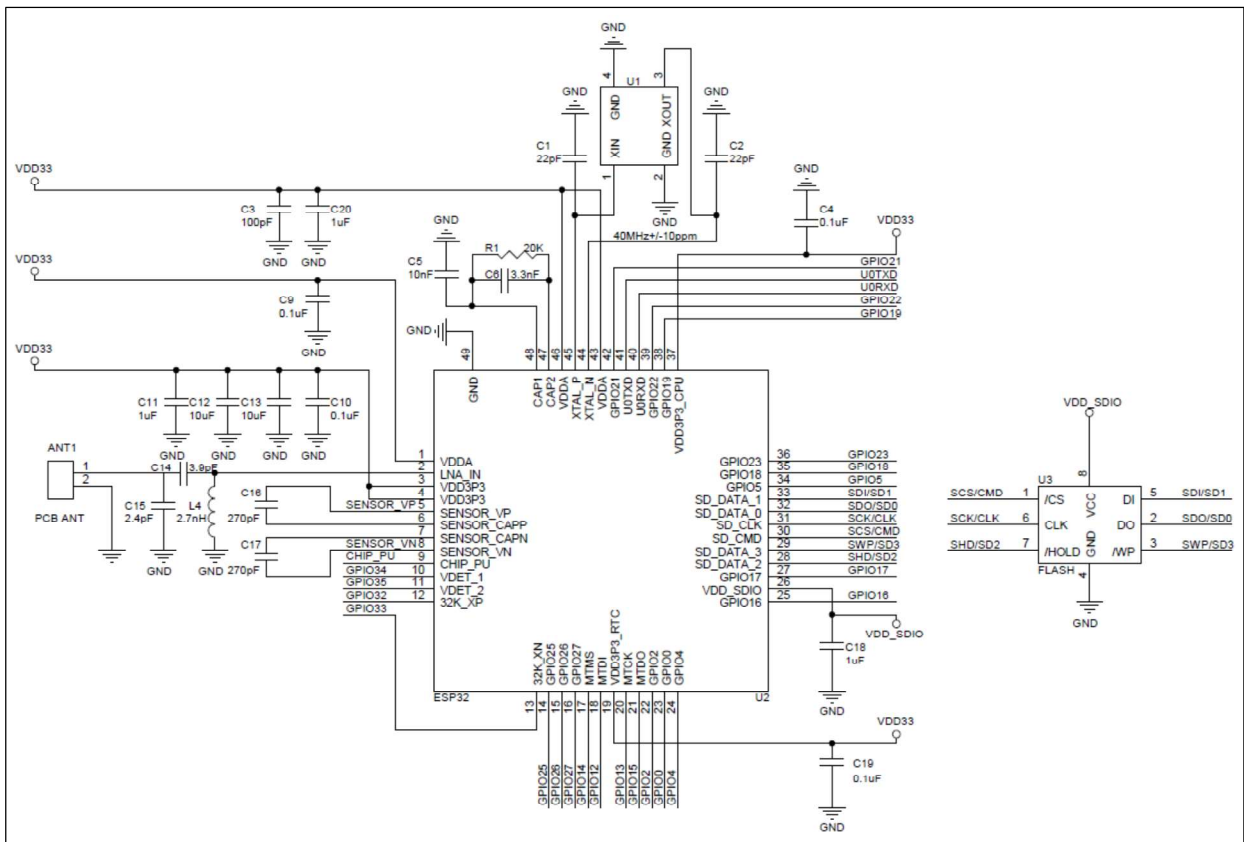 GND
4
3
U1
GND
GND
GND
XOUT
XIN
GND
C1
22pF
C2
22pF
1
2
GND
VDD33
C3
100pF
C20
1uF
GND
GND
GND
C4
0.1uF
VDD33
40MHz+/-10ppm
GND
R1
20K
C5
10nF
C6
3.3nF
GPIO21
U0TXD
U0RXD
GPIO22
GPIO19
VDD33
C9
0.1uF
GND
GND
49
48
47
46
45
44
43
42
41
40
39
38
37
GND
CAP1
CAP2
VDDA
XTAL_P
XTAL_N
VDDA
GPIO21
U0TXD
U0RXD
GPIO22
GPIO19
VDD3P3_CPU
VDD33
C11
1uF
C12
10uF
C13
10uF
C10
0.1uF
GND
GND
GND
GND
ANT1
1
2
PCB ANT
C14
3.9pF
C15
2.4pF
L4
2.7nH
GND
GND
C16
270pF
C17
270pF
SENSOR_VP
SENSOR_VN
CHIP_PU
GPIO34
GPIO35
GPIO32
GPIO33
1
2
3
4
5
6
7
8
9
10
11
12
VDDA
LNA_IN
VDD3P3
VDD3P3
SENSOR_VP
SENSOR_CAPP
SENSOR_CAPN
SENSOR_VN
CHIP_PU
VDET_1
VDET_2
32K_XP
GPIO23 36 GPIO23
GPIO18 35 GPIO18
GPIO5 34 GPIO5
SD_DATA_1 33 SDI/SD1
SD_DATA_0 32 SDO/SD0
SD_CLK 31 SCK/CLK
SD_CMD 30 SCS/CMD
SD_DATA_3 29 SWP/SD3
SD_DATA_2 28 SHD/SD2
GPIO17 27 GPIO17
VDD_SDIO 26
GPIO16 25 GPIO16
VDD_SDIO
C18
1uF
GND
32K_XN
GPIO25
GPIO26
GPIO27
MTMS
MTDI
VDD3P3_RTC
MTCK
MTDO
GPIO2
GPIO0
GPIO4
ESP32
U2
13
14
15
16
17
18
19
20
21
22
23
24
GPIO25
GPIO26
GPIO27
GPIO14
GPIO12
GPIO13
GPIO15
GPIO2
GPIO0
GPIO4
VDD33
C19
0.1uF
GND
VDD_SDIO
8
U3
SCS/CMD 1 /CS
SCK/CLK 6 CLK
SHD/SD2 7 /HOLD
VCC
GND
DI 5 SDI/SD1
DO 2 SDO/SD0
/WP 3 SWP/SD3
FLASH
4
GND